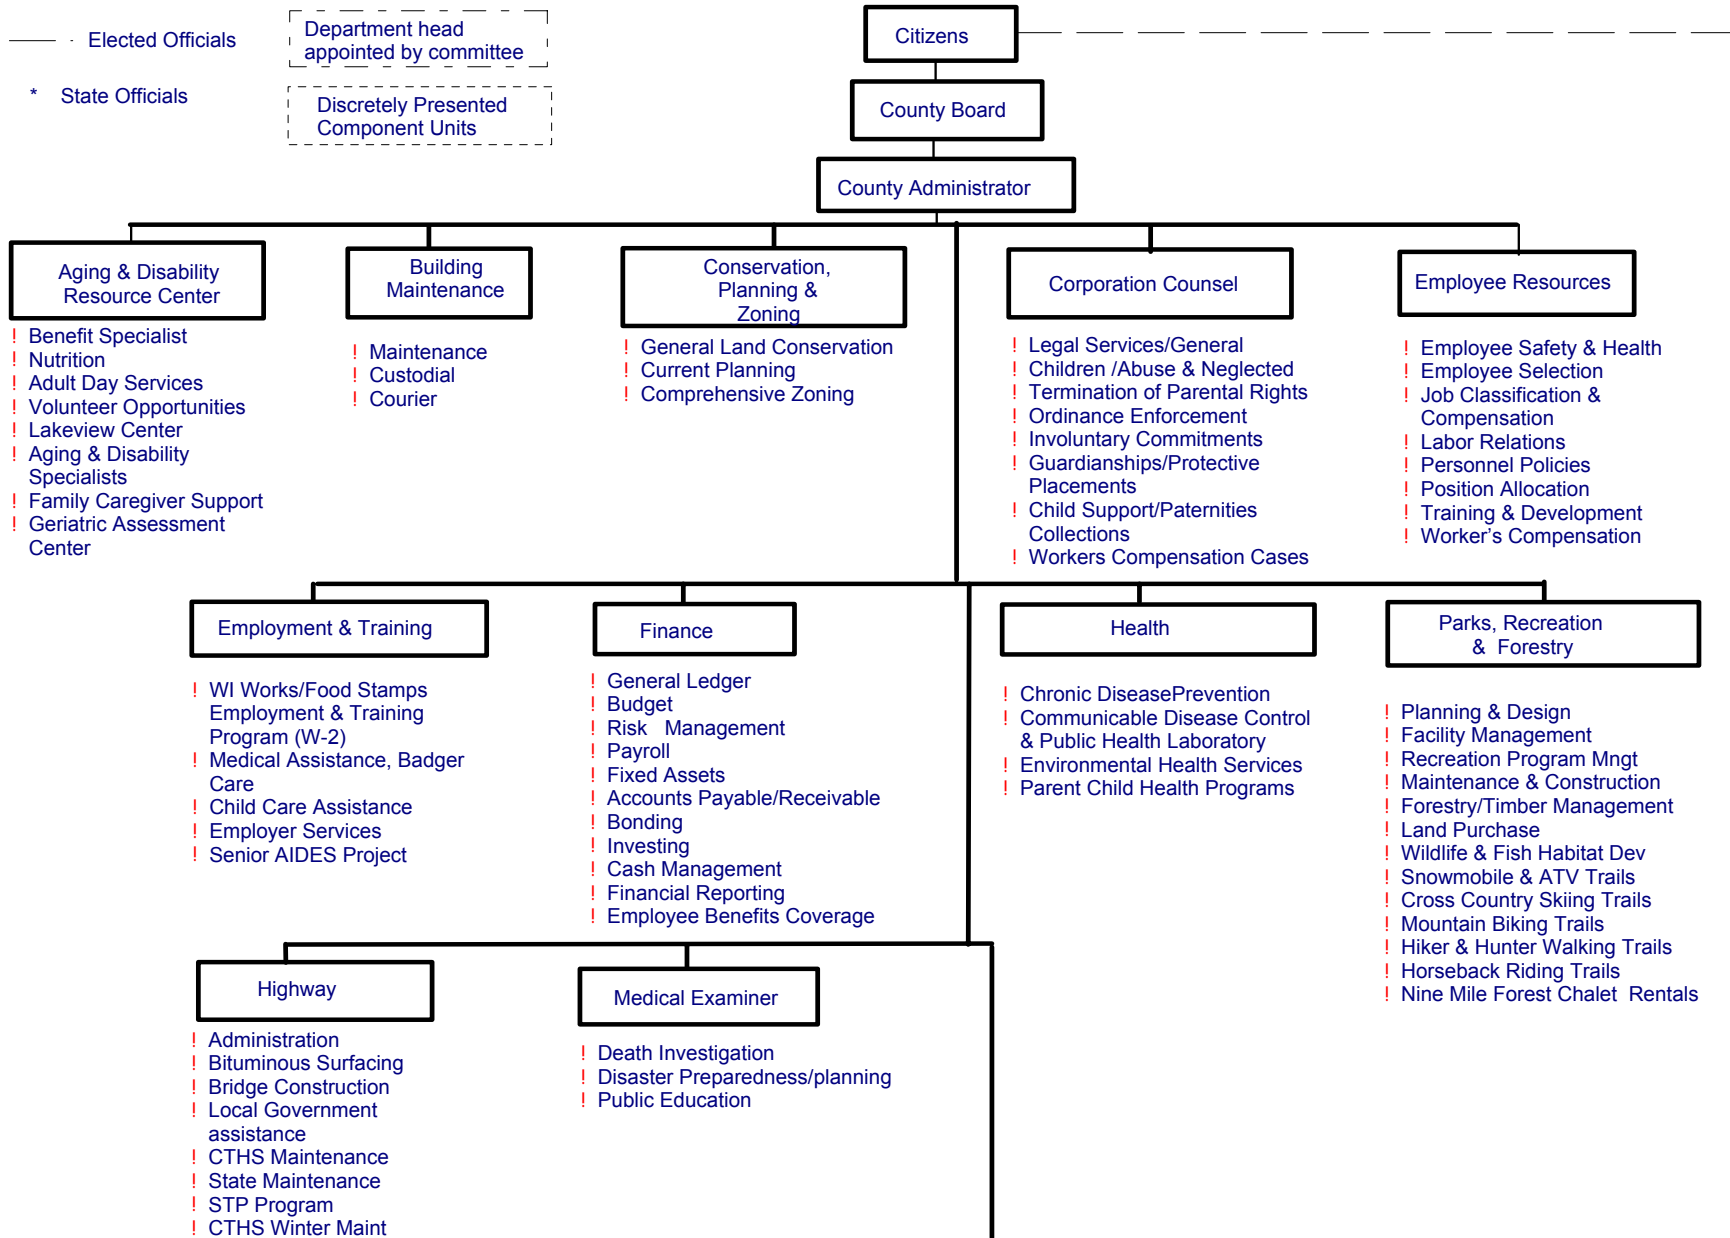 Elected Officials
Department head
appointed by committee
* State Officials
Discretely Presented
Component Units
Citizens
County Board
County Administrator
Aging & Disability
Resource Center
! Benefit Specialist
! Nutrition
! Adult Day Services
! Volunteer Opportunities
! Lakeview Center
! Aging & Disability
Specialists
! Family Caregiver Support
! Geriatric Assessment
Center
Building
Maintenance
! Maintenance
! Custodial
! Courier
Conservation,
Planning &
Zoning
! General Land Conservation
! Current Planning
! Comprehensive Zoning
Corporation Counsel
! Legal Services/General
! Children /Abuse & Neglected
! Termination of Parental Rights
! Ordinance Enforcement
! Involuntary Commitments
! Guardianships/Protective
Placements
! Child Support/Paternities
Collections
! Workers Compensation Cases
Employee Resources
! Employee Safety & Health
! Employee Selection
! Job Classification &
Compensation
! Labor Relations
! Personnel Policies
! Position Allocation
! Training & Development
! Worker's Compensation
Employment & Training
! WI Works/Food Stamps
Employment & Training
Program (W-2)
! Medical Assistance, Badger
Care
! Child Care Assistance
! Employer Services
! Senior AIDES Project
Finance
! General Ledger
! Budget
! Risk Management
! Payroll
! Fixed Assets
! Accounts Payable/Receivable
! Bonding
! Investing
! Cash Management
! Financial Reporting
! Employee Benefits Coverage
Health
! Chronic DiseasePrevention
! Communicable Disease Control
& Public Health Laboratory
! Environmental Health Services
! Parent Child Health Programs
Parks, Recreation
& Forestry
! Planning & Design
! Facility Management
! Recreation Program Mngt
! Maintenance & Construction
! Forestry/Timber Management
! Land Purchase
! Wildlife & Fish Habitat Dev
! Snowmobile & ATV Trails
! Cross Country Skiing Trails
! Mountain Biking Trails
! Hiker & Hunter Walking Trails
! Horseback Riding Trails
! Nine Mile Forest Chalet Rentals
Highway
! Administration
! Bituminous Surfacing
! Bridge Construction
! Local Government
assistance
! CTHS Maintenance
! State Maintenance
! STP Program
! CTHS Winter Maint
Medical Examiner
! Death Investigation
! Disaster Preparedness/planning
! Public Education